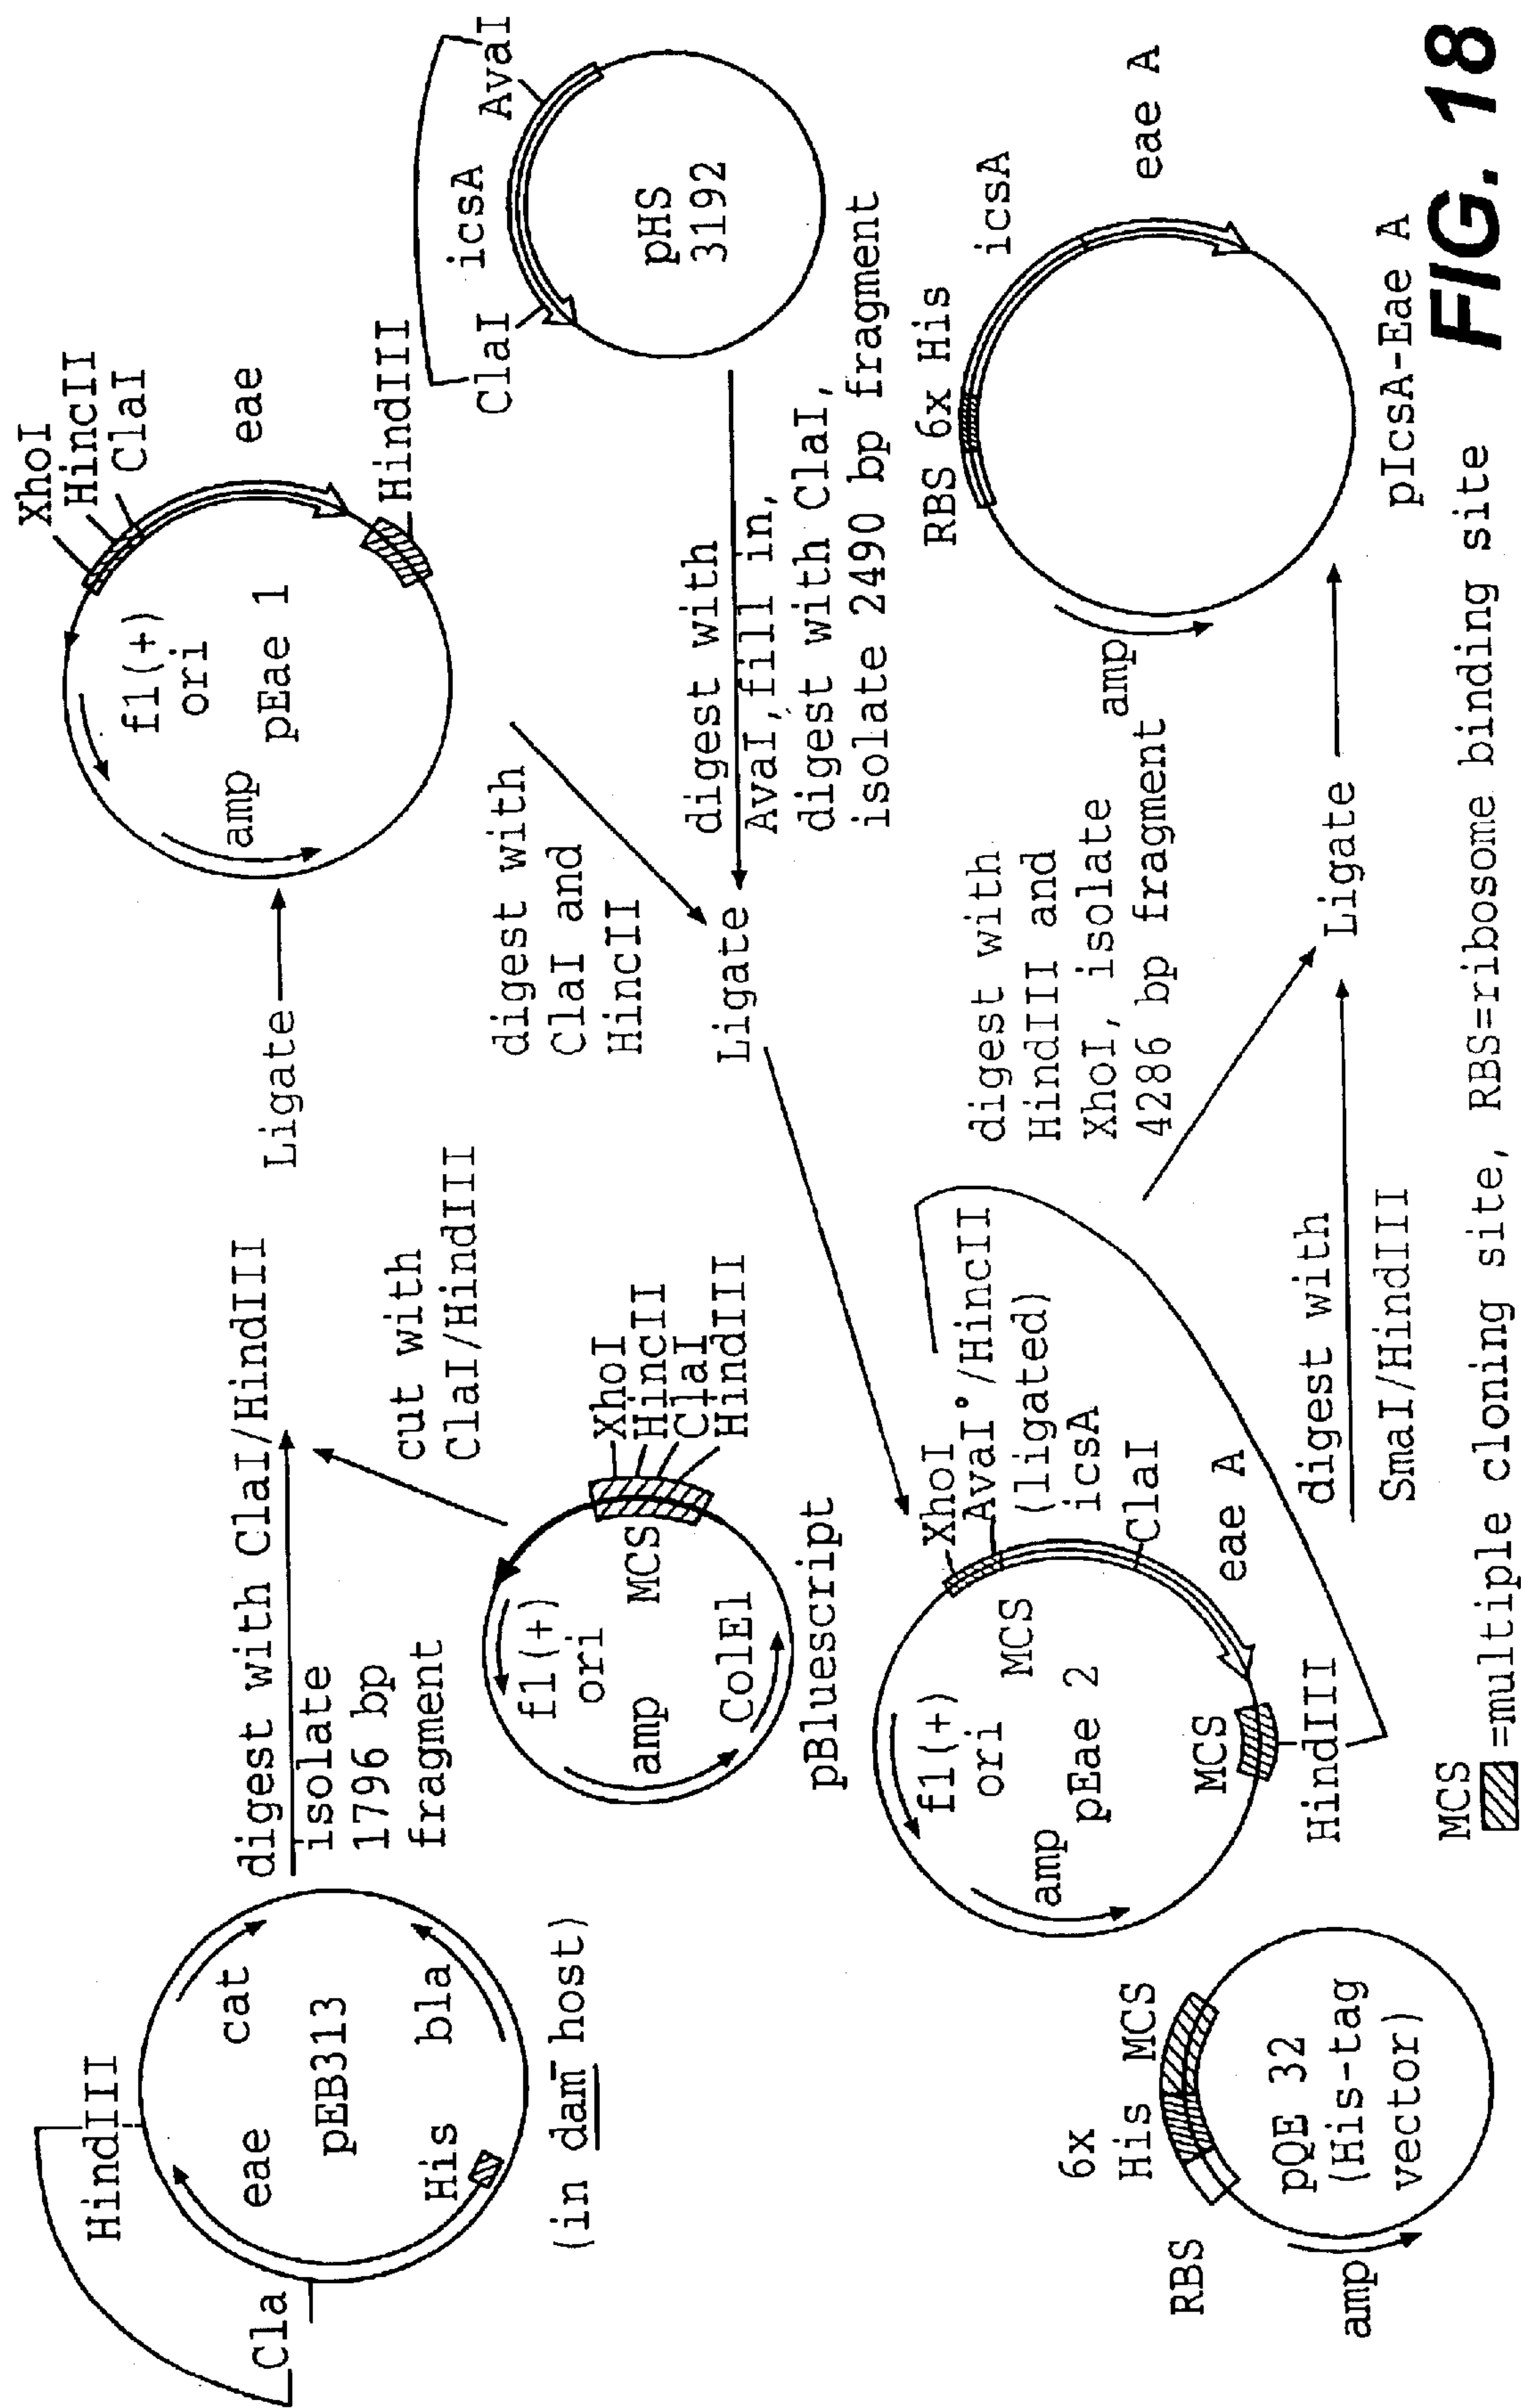 HindIII
Cla
eae
cat
pEB313
His
bla
(in dam‾ host)
digest with ClaI/HindIII
isolate
1796 bp
fragment
cut with
ClaI/HindIII
f1(+)
ori
amp
MCS
ColE1
XhoI
HincII
ClaI
HindIII
pBluescript
Ligate
XhoI
HincII
ClaI
f1(+)
ori
pEae 1
amp
eae
HindIII
digest with
ClaI and
HincII
ClaI
icsA
AvaI
pHS
3192
digest with
AvaI, fill in,
digest with ClaI,
isolate 2490 bp fragment
Ligate
XhoI
AvaI°/HincII
(ligated)
icsA
ClaI
eae A
f1(+)
ori
MCS
pEae 2
amp
MCS
HindIII
digest with
HindIII and
XhoI, isolate
4286 bp fragment
6x
His
MCS
RBS
pQE 32
(His-tag
vector)
amp
digest with
SmaI/HindIII
Ligate
RBS
6x His
icsA
eae A
amp
pIcsA-Eae A
MCS
=multiple cloning site, RBS=ribosome binding site
FIG. 18